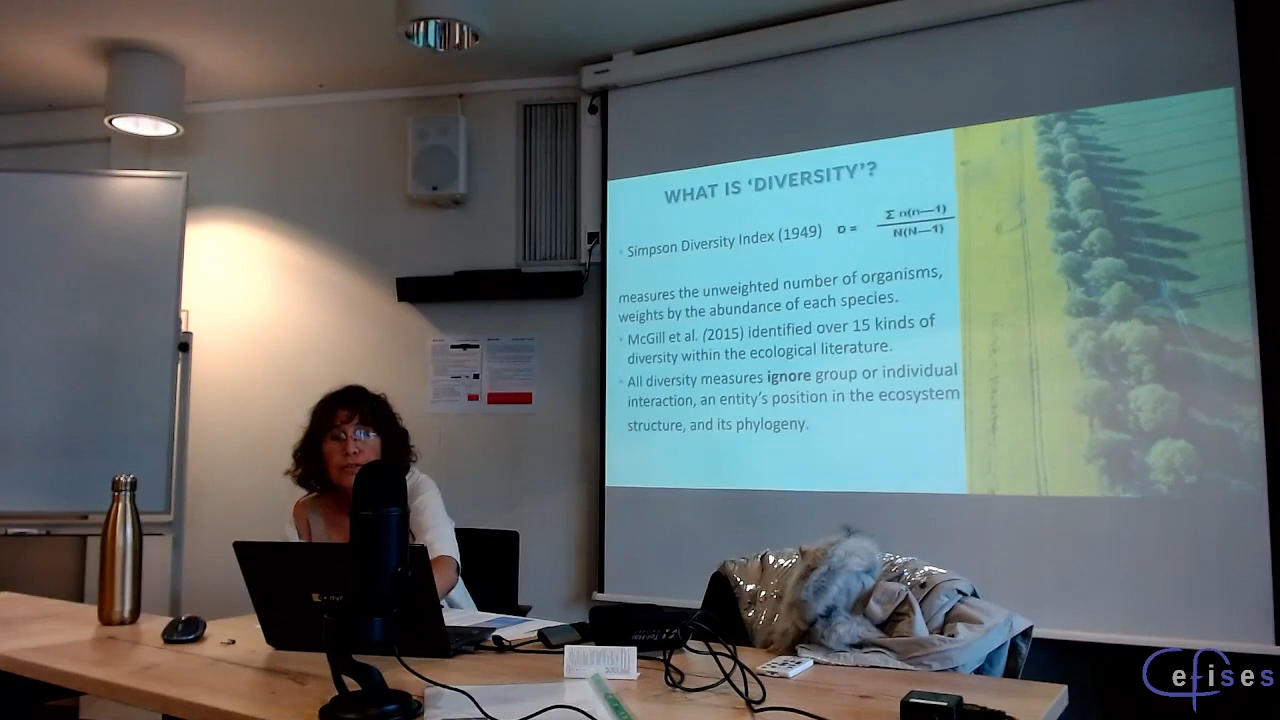 WHAT IS ‘DIVERSITY’?
Simpson Diversity Index (1949) D = Σ n(n—1)
N(N—1)
measures the unweighted number of organisms,
weights by the abundance of each species.
McGill et al. (2015) identified over 15 kinds of
diversity within the ecological literature.
All diversity measures ignore group or individual
interaction, an entity's position in the ecosystem
structure, and its phylogeny.
Cefises